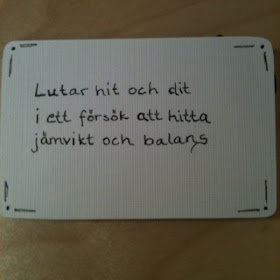 Lutar hit och dit
i ett försök att hitta
jämvikt och balans